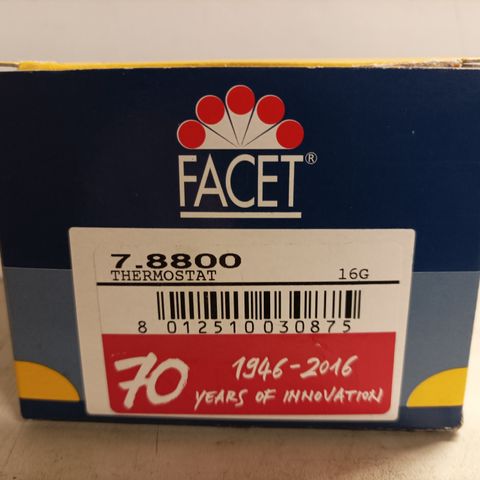 FACET®
7.8800
THERMOSTAT 16G
8 012510 030875
70 1946-2016
YEARS OF INNOVATION